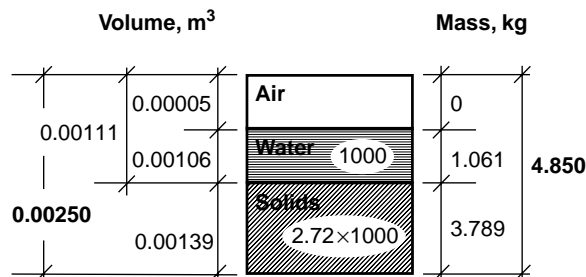 Volume, m³
Mass, kg
Air
0.00005
0
0.00111
Water
1000
0.00106
1.061
4.850
Solids
0.00250
2.72×1000
0.00139
3.789